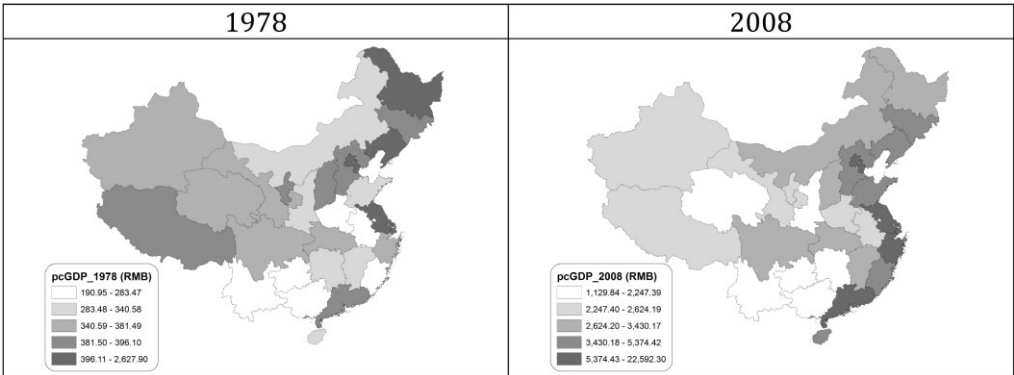 1978
2008
pcGDP_1978 (RMB)
190.95 - 283.47
283.48 - 340.58
340.59 - 381.49
381.50 - 396.10
396.11 - 2,627.90
pcGDP_2008 (RMB)
1,129.84 - 2,247.39
2,247.40 - 2,624.19
2,624.20 - 3,430.17
3,430.18 - 5,374.42
5,374.43 - 22,592.30